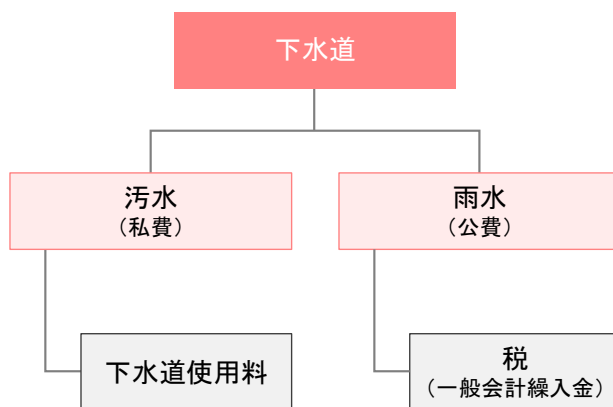 下水道
汚水
（私費）
雨水
（公費）
下水道使用料
税
（一般会計繰入金）